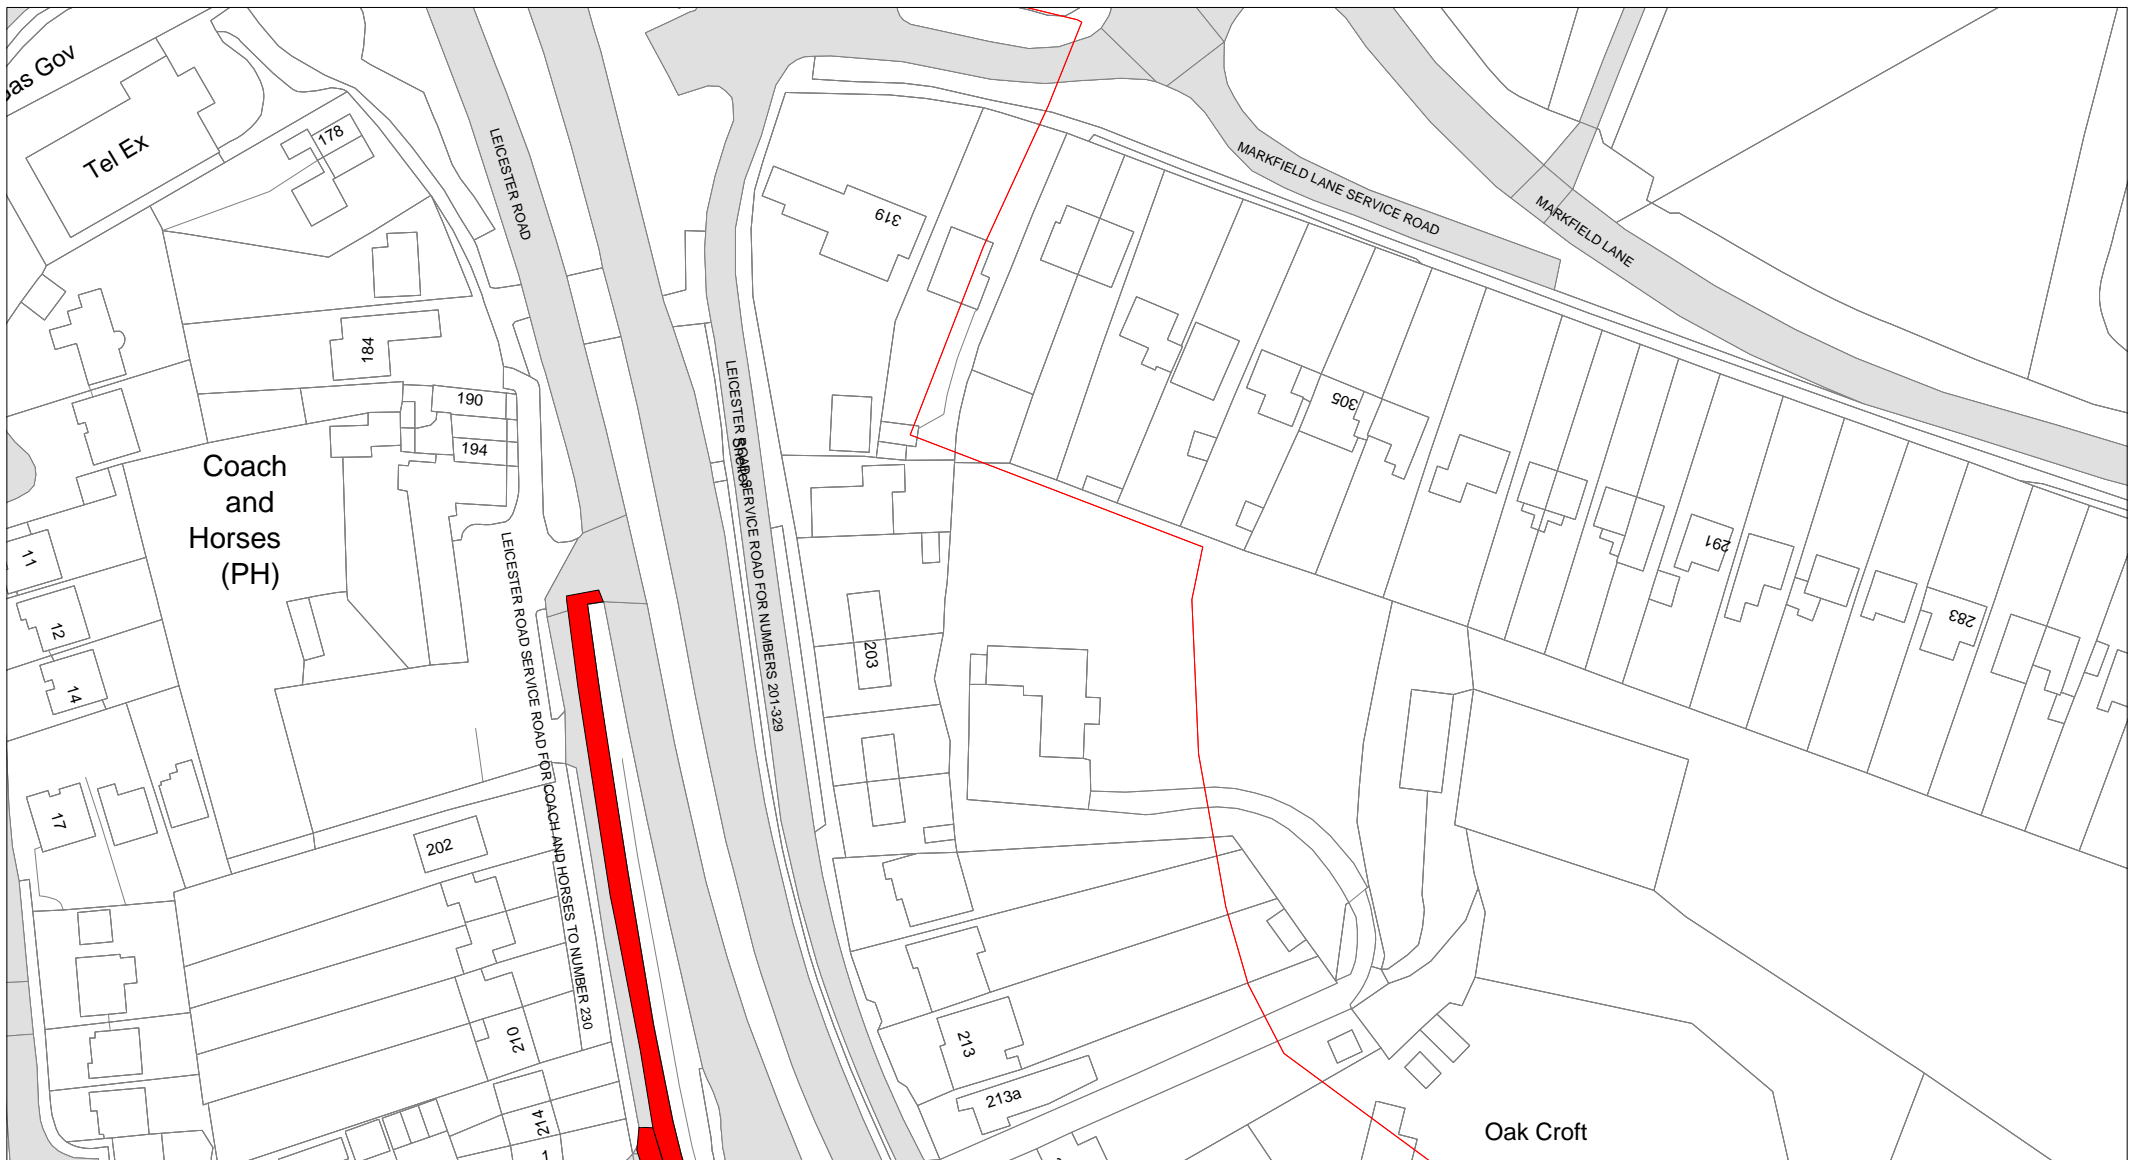 Gov
Tel Ex
178
LEICESTER ROAD
319
MARKFIELD LANE SERVICE ROAD
MARKFIELD LANE
184
190
194
305
Coach
and
Horses
(PH)
LEICESTER ROAD SERVICE ROAD FOR NUMBERS 201-329
Shelter
291
283
11
12
14
203
LEICESTER ROAD SERVICE ROAD FOR COACH AND HORSES TO NUMBER 230
17
202
210
213
213a
214
1
Oak Croft